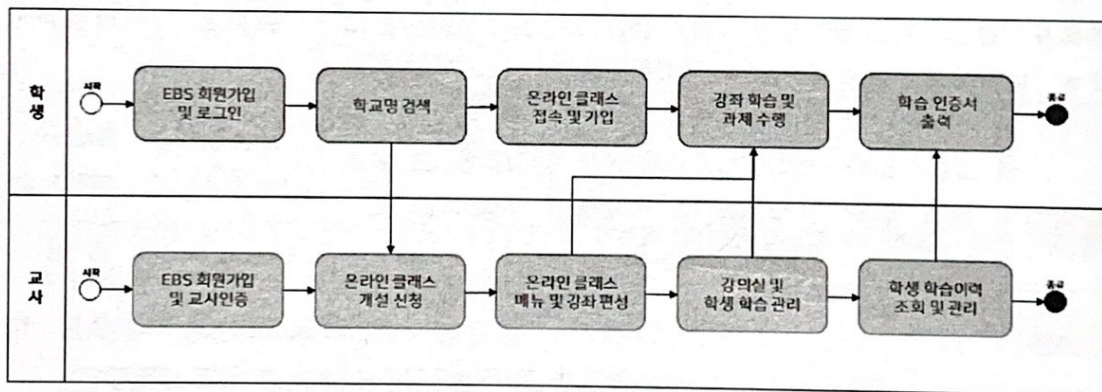 학
생
시작
EBS 회원가입
및 로그인
학교명 검색
온라인 클래스
접속 및 가입
강좌 학습 및
과제 수행
학습 인증서
출력
종료
교
사
시작
EBS 회원가입
및 교사인증
온라인 클래스
개설 신청
온라인 클래스
메뉴 및 강좌 편성
강의실 및
학생 학습 관리
학생 학습이력
조회 및 관리
종료